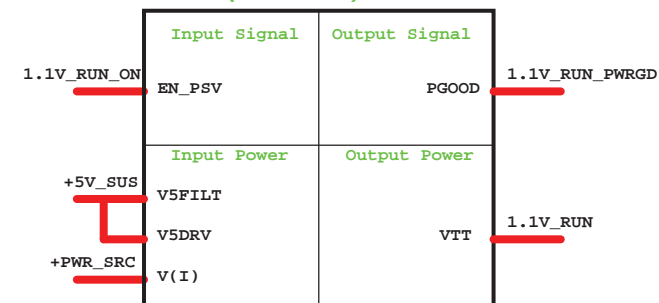 Input Signal Output Signal
1.1V_RUN_ON EN_PSV PGOOD 1.1V_RUN_PWRGD
Input Power Output Power
+5V_SUS V5FILT
V5DRV VTT 1.1V_RUN
+PWR_SRC V(I)